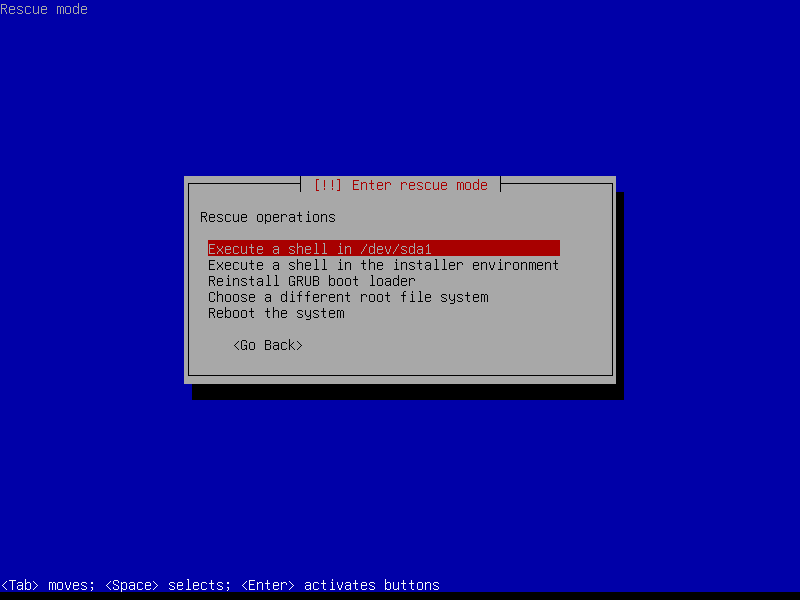 Rescue mode
[!!] Enter rescue mode
Rescue operations
Execute a shell in /dev/sda1
Execute a shell in the installer environment
Reinstall GRUB boot loader
Choose a different root file system
Reboot the system
<Go Back>
<Tab> moves; <Space> selects; <Enter> activates buttons